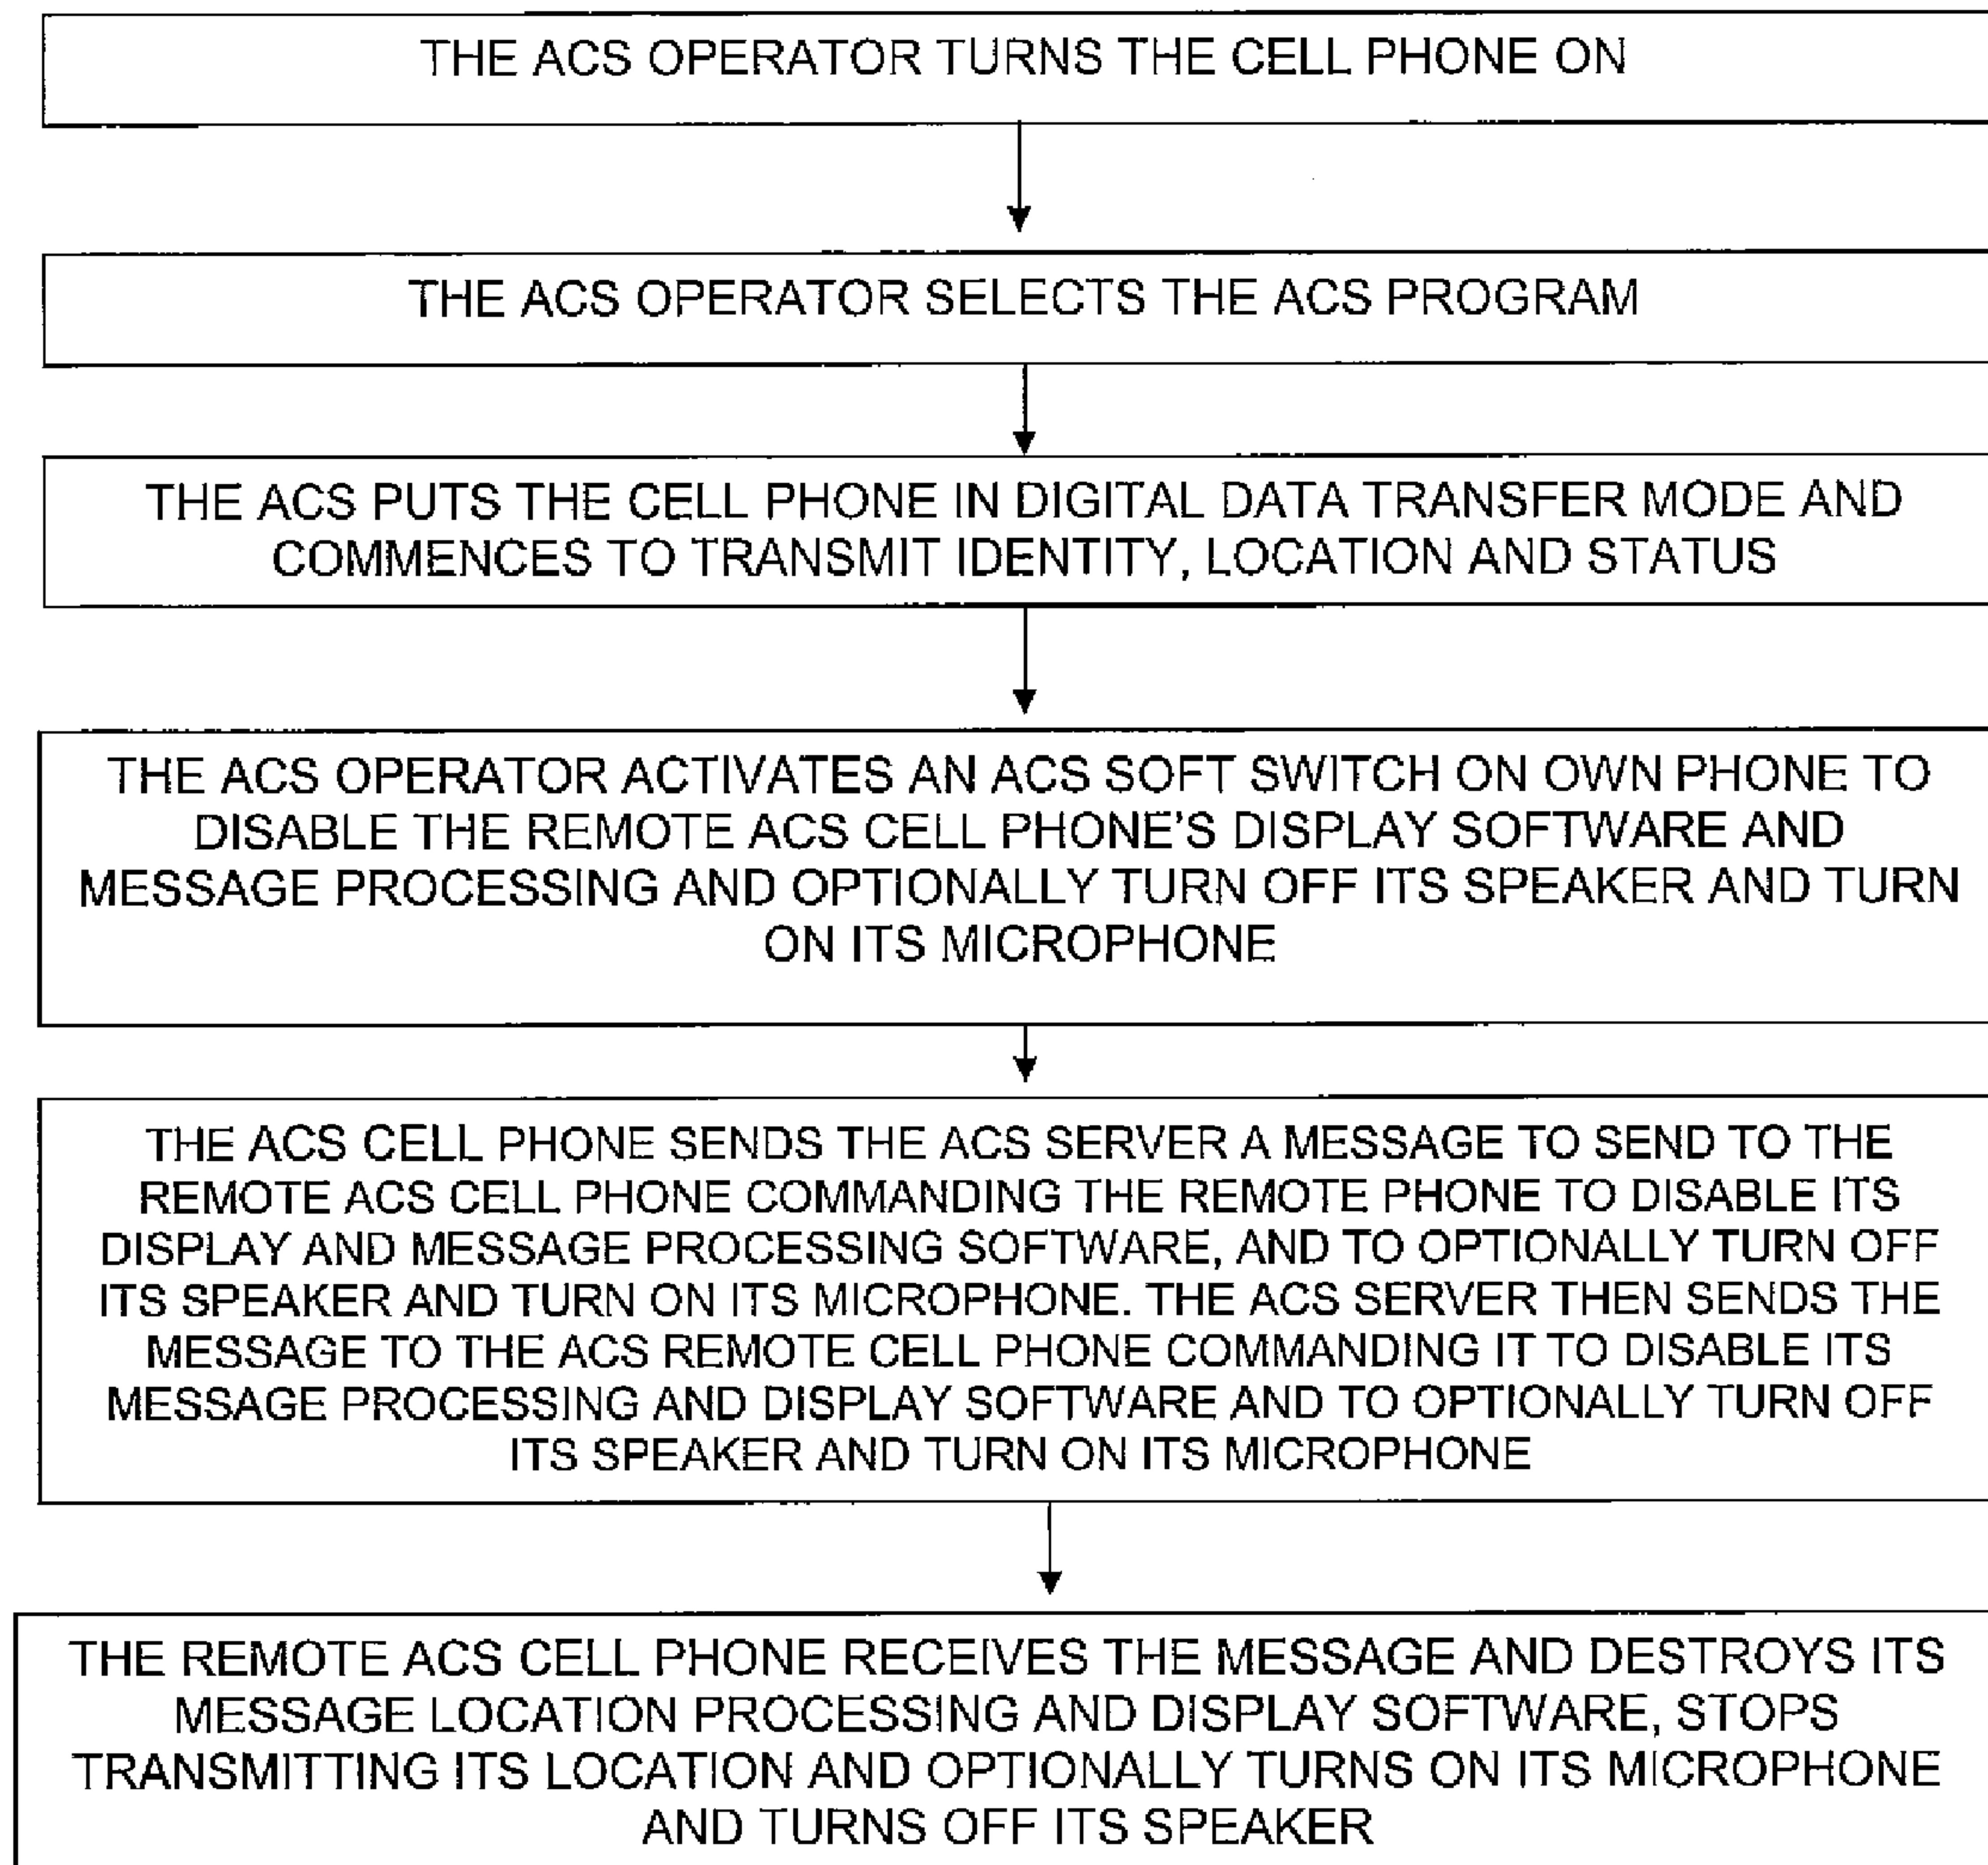 THE ACS OPERATOR TURNS THE CELL PHONE ON
THE ACS OPERATOR SELECTS THE ACS PROGRAM
THE ACS PUTS THE CELL PHONE IN DIGITAL DATA TRANSFER MODE AND
COMMENCES TO TRANSMIT IDENTITY, LOCATION AND STATUS
THE ACS OPERATOR ACTIVATES AN ACS SOFT SWITCH ON OWN PHONE TO
DISABLE THE REMOTE ACS CELL PHONE'S DISPLAY SOFTWARE AND
MESSAGE PROCESSING AND OPTIONALLY TURN OFF ITS SPEAKER AND TURN
ON ITS MICROPHONE
THE ACS CELL PHONE SENDS THE ACS SERVER A MESSAGE TO SEND TO THE
REMOTE ACS CELL PHONE COMMANDING THE REMOTE PHONE TO DISABLE ITS
DISPLAY AND MESSAGE PROCESSING SOFTWARE, AND TO OPTIONALLY TURN OFF
ITS SPEAKER AND TURN ON ITS MICROPHONE. THE ACS SERVER THEN SENDS THE
MESSAGE TO THE ACS REMOTE CELL PHONE COMMANDING IT TO DISABLE ITS
MESSAGE PROCESSING AND DISPLAY SOFTWARE AND TO OPTIONALLY TURN OFF
ITS SPEAKER AND TURN ON ITS MICROPHONE
THE REMOTE ACS CELL PHONE RECEIVES THE MESSAGE AND DESTROYS ITS
MESSAGE LOCATION PROCESSING AND DISPLAY SOFTWARE, STOPS
TRANSMITTING ITS LOCATION AND OPTIONALLY TURNS ON ITS MICROPHONE
AND TURNS OFF ITS SPEAKER